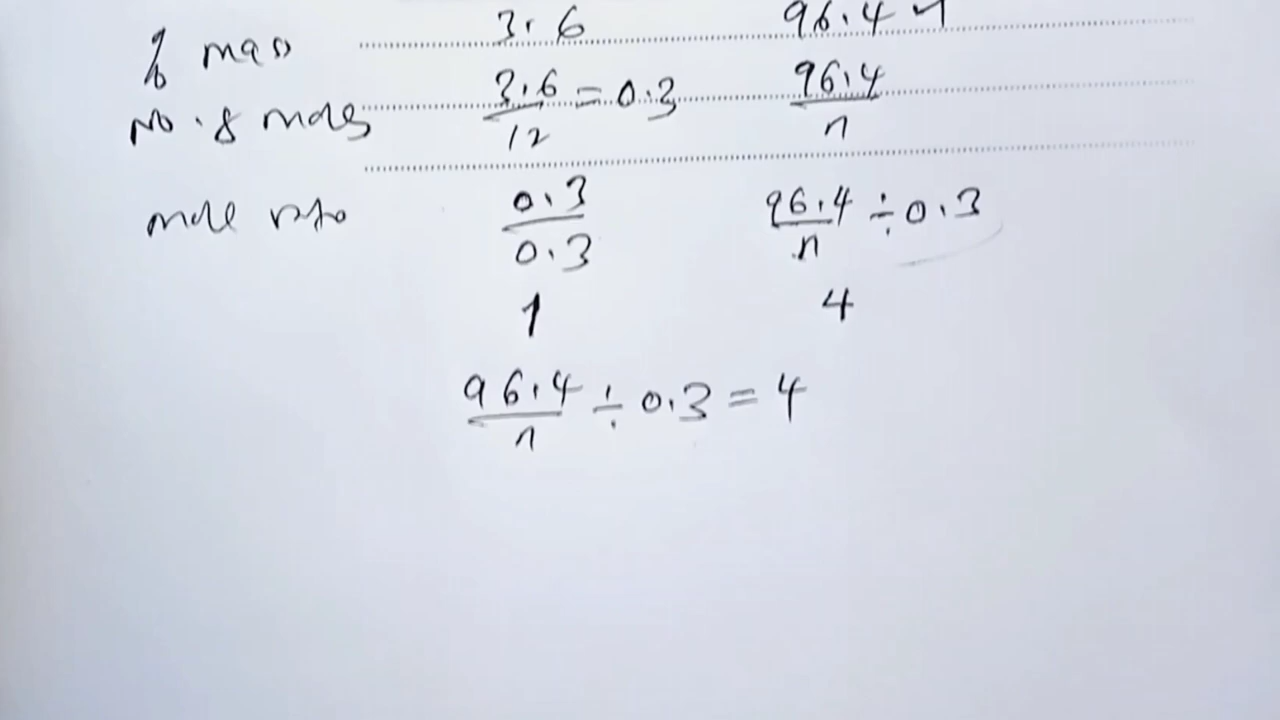 % mass 3.6 96.4
No. of moles 3.6/12 = 0.3 96.4/n
mole ratio 0.3/0.3 96.4/n ÷ 0.3
1 4
96.4/n ÷ 0.3 = 4